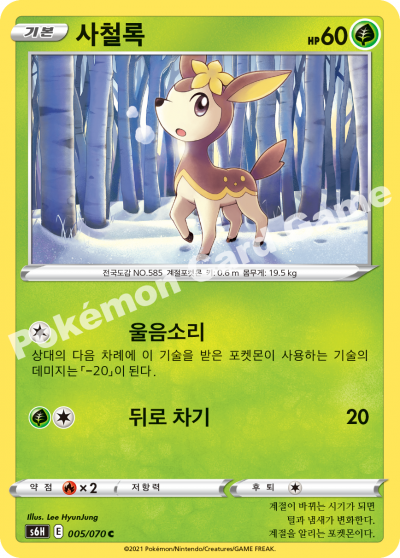 기본 사철록 HP60
전국도감 NO.585 계절포켓몬 키: 0.6 m 몸무게: 19.5 kg
Pokémon Card Game
울음소리
상대의 다음 차례에 이 기술을 받은 포켓몬이 사용하는 기술의
데미지는 「-20」이 된다.
뒤로 차기 20
약점 ×2 저항력 후퇴
Illus. Lee HyunJung
s6H E 005/070 C
계절이 바뀌는 시기가 되면
털과 냄새가 변화한다.
계절을 알리는 포켓몬이다.
©2021 Pokémon/Nintendo/Creatures/GAME FREAK.